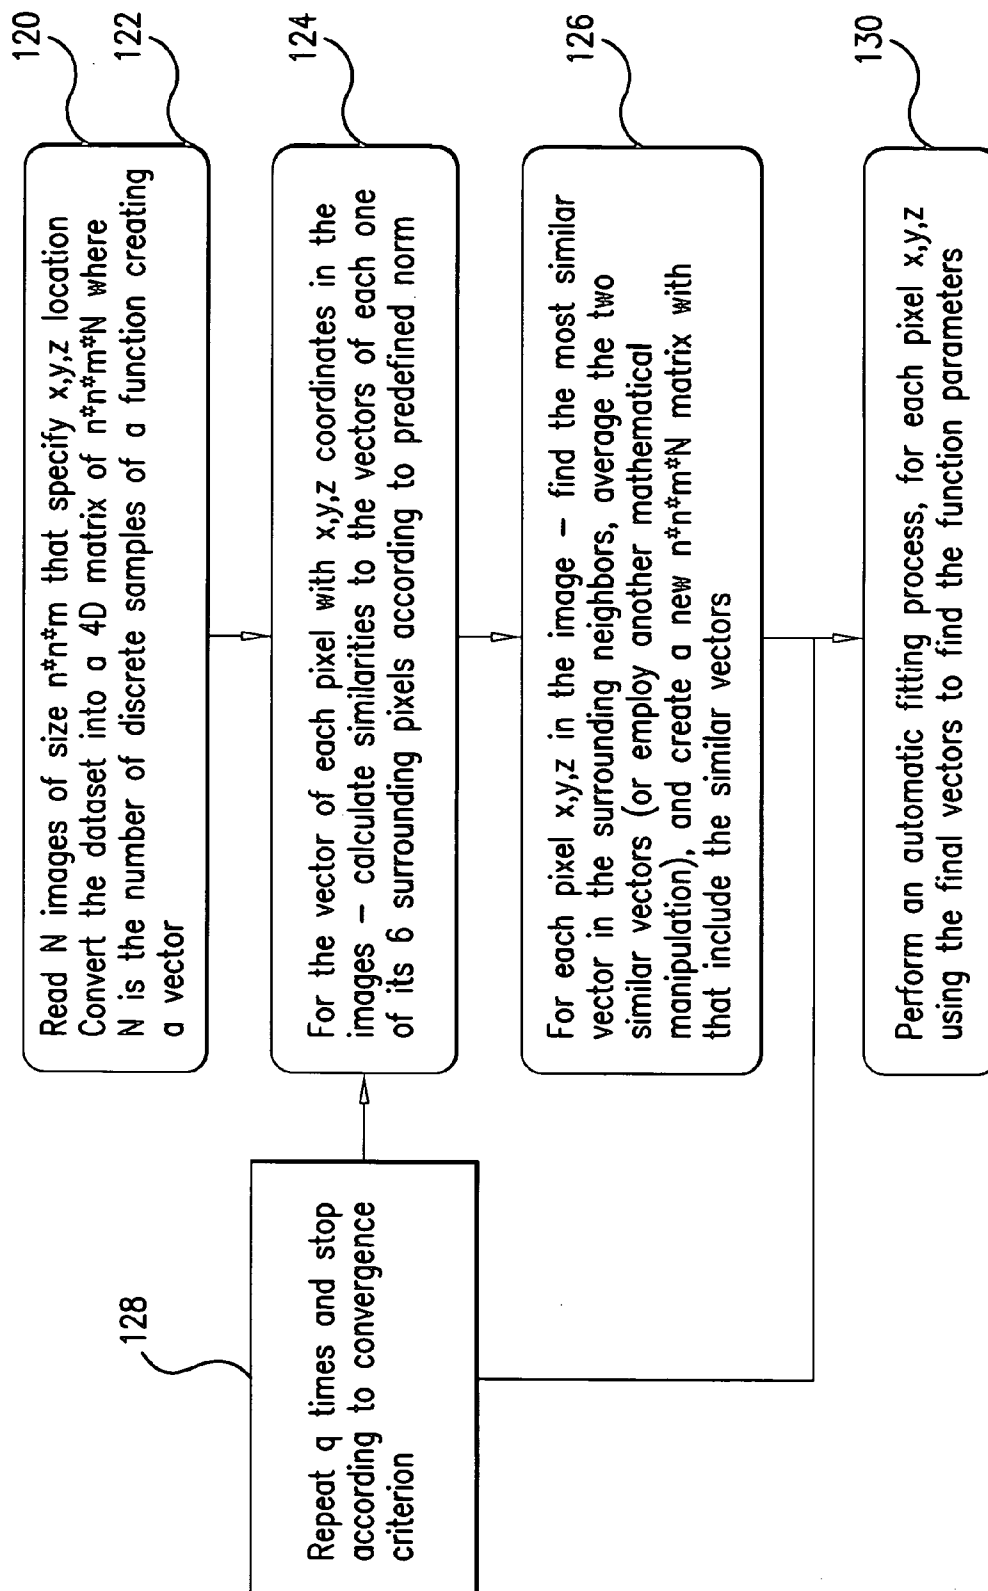 120
122
Read N images of size n*n*m that specify x,y,z location
Convert the dataset into a 4D matrix of n*n*m*N where
N is the number of discrete samples of a function creating
a vector
124
For the vector of each pixel with x,y,z coordinates in the
images – calculate similarities to the vectors of each one
of its 6 surrounding pixels according to predefined norm
126
For each pixel x,y,z in the image – find the most similar
vector in the surrounding neighbors, average the two
similar vectors (or employ another mathematical
manipulation), and create a new n*n*m*N matrix with
that include the similar vectors
128
Repeat q times and stop
according to convergence
criterion
130
Perform an automatic fitting process, for each pixel x,y,z
using the final vectors to find the function parameters